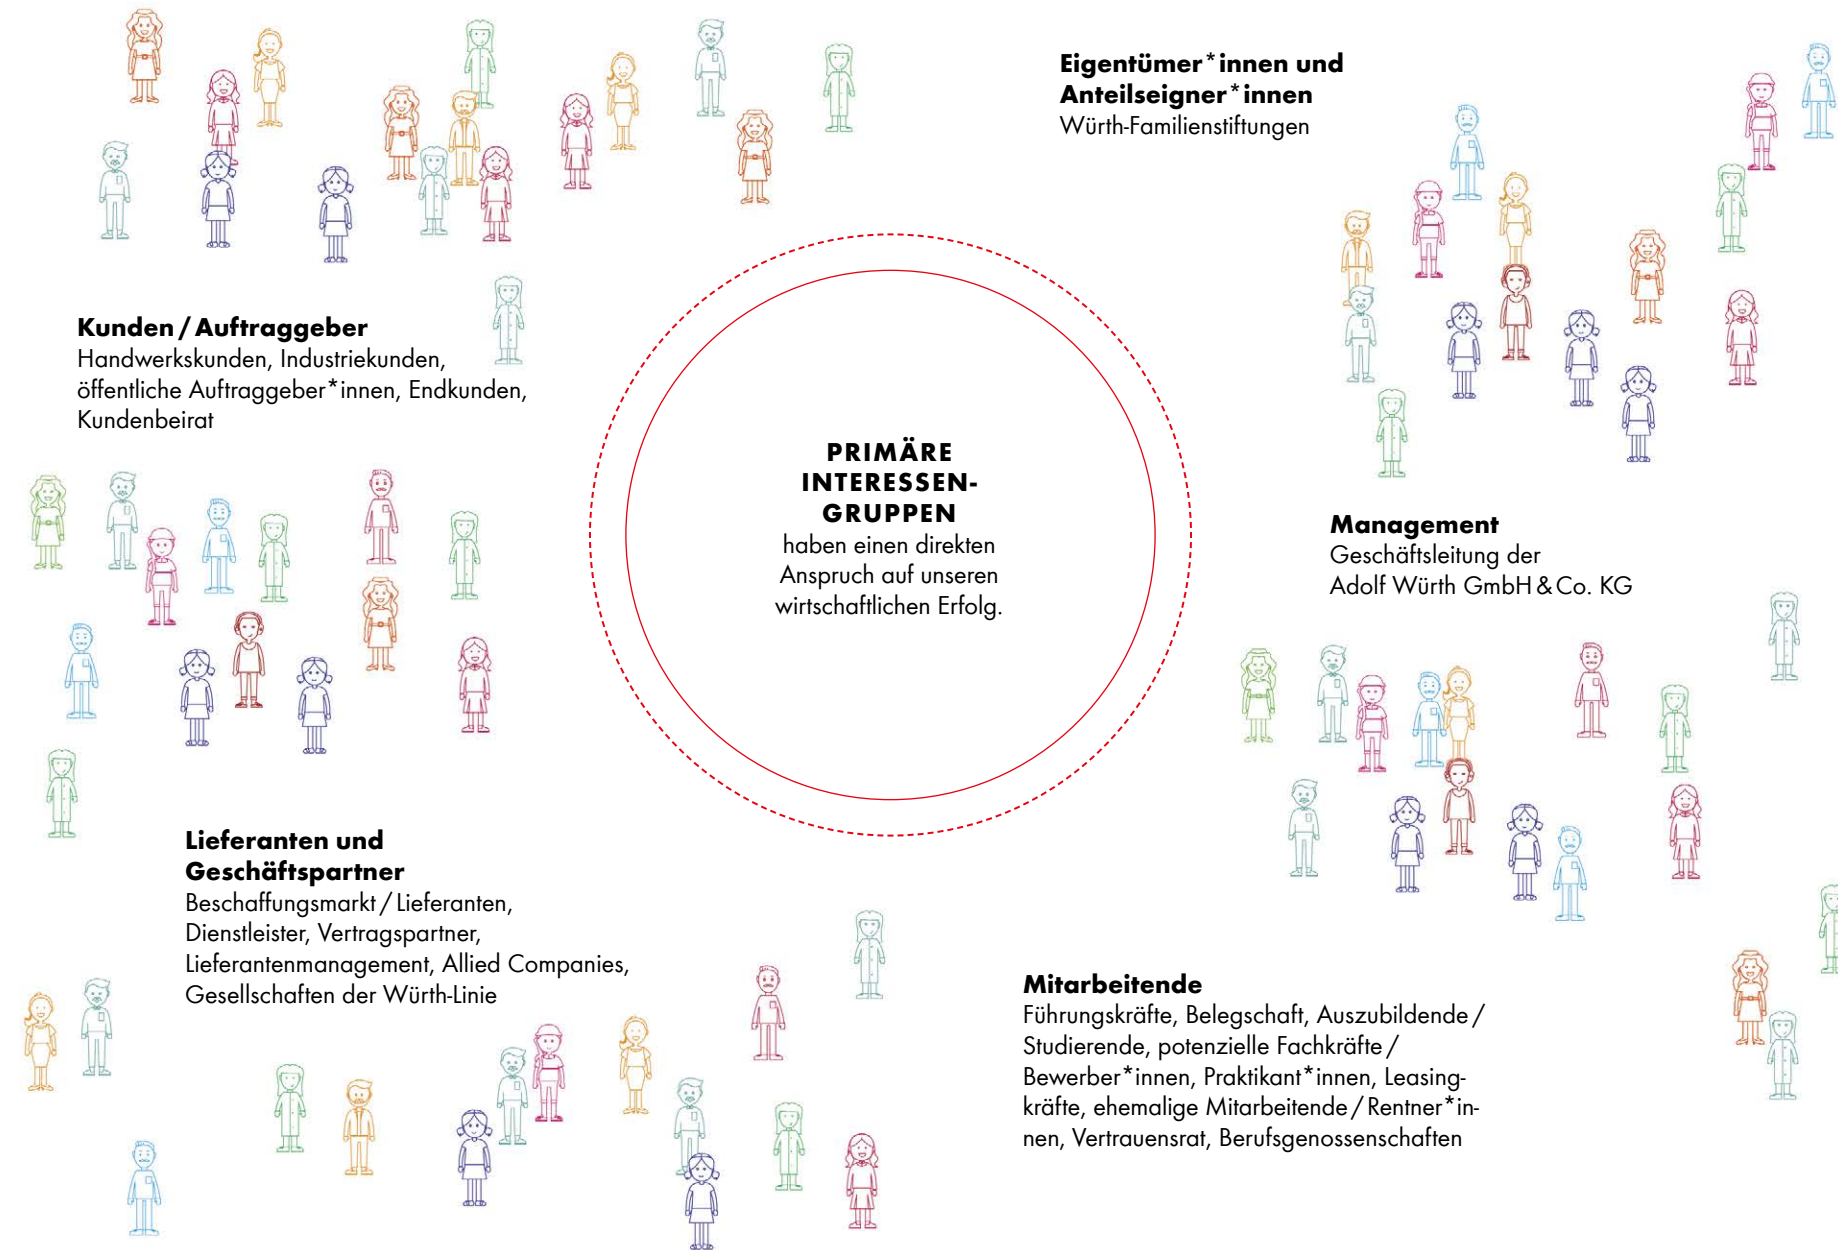 Eigentümer*innen und
Anteilseigner*innen
Würth-Familienstiftungen
Kunden / Auftraggeber
Handwerkskunden, Industriekunden,
öffentliche Auftraggeber*innen, Endkunden,
Kundenbeirat
PRIMÄRE
INTERESSEN-
GRUPPEN
haben einen direkten
Anspruch auf unseren
wirtschaftlichen Erfolg.
Management
Geschäftsleitung der
Adolf Würth GmbH & Co. KG
Lieferanten und
Geschäftspartner
Beschaffungsmarkt / Lieferanten,
Dienstleister, Vertragspartner,
Lieferantenmanagement, Allied Companies,
Gesellschaften der Würth-Linie
Mitarbeitende
Führungskräfte, Belegschaft, Auszubildende /
Studierende, potenzielle Fachkräfte /
Bewerber*innen, Praktikant*innen, Leasing-
kräfte, ehemalige Mitarbeitende / Rentner*in-
nen, Vertrauensrat, Berufsgenossenschaften